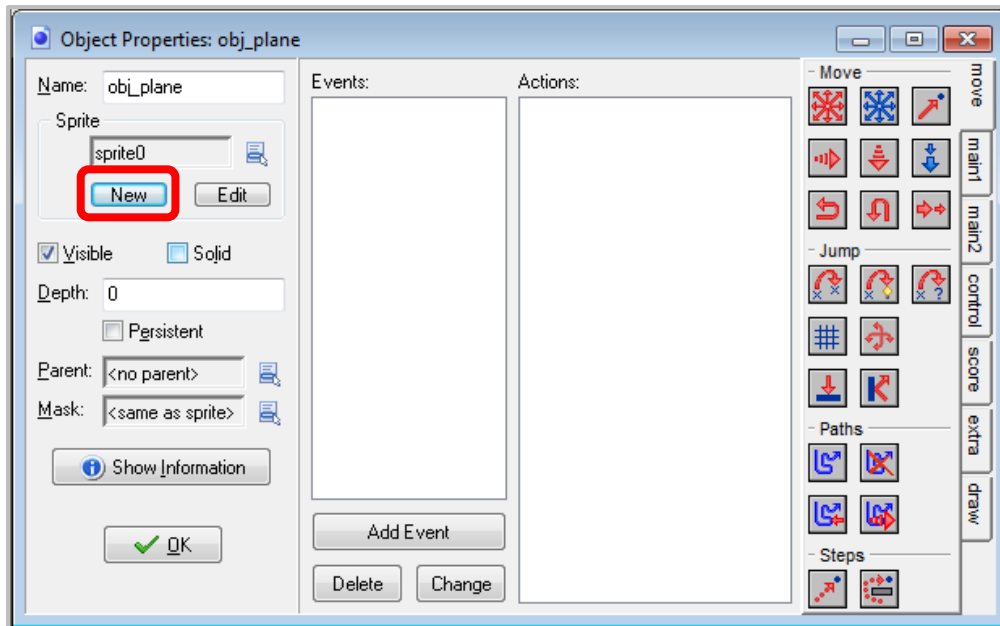 Object Properties: obj_plane
Name: obj_plane
Sprite
sprite0
New Edit
Visible Solid
Depth: 0
Persistent
Parent: <no parent>
Mask: <same as sprite>
Show Information
OK
Events:
Add Event
Delete Change
Actions:
Move
Jump
Paths
Steps
move
main1
main2
control
score
extra
draw